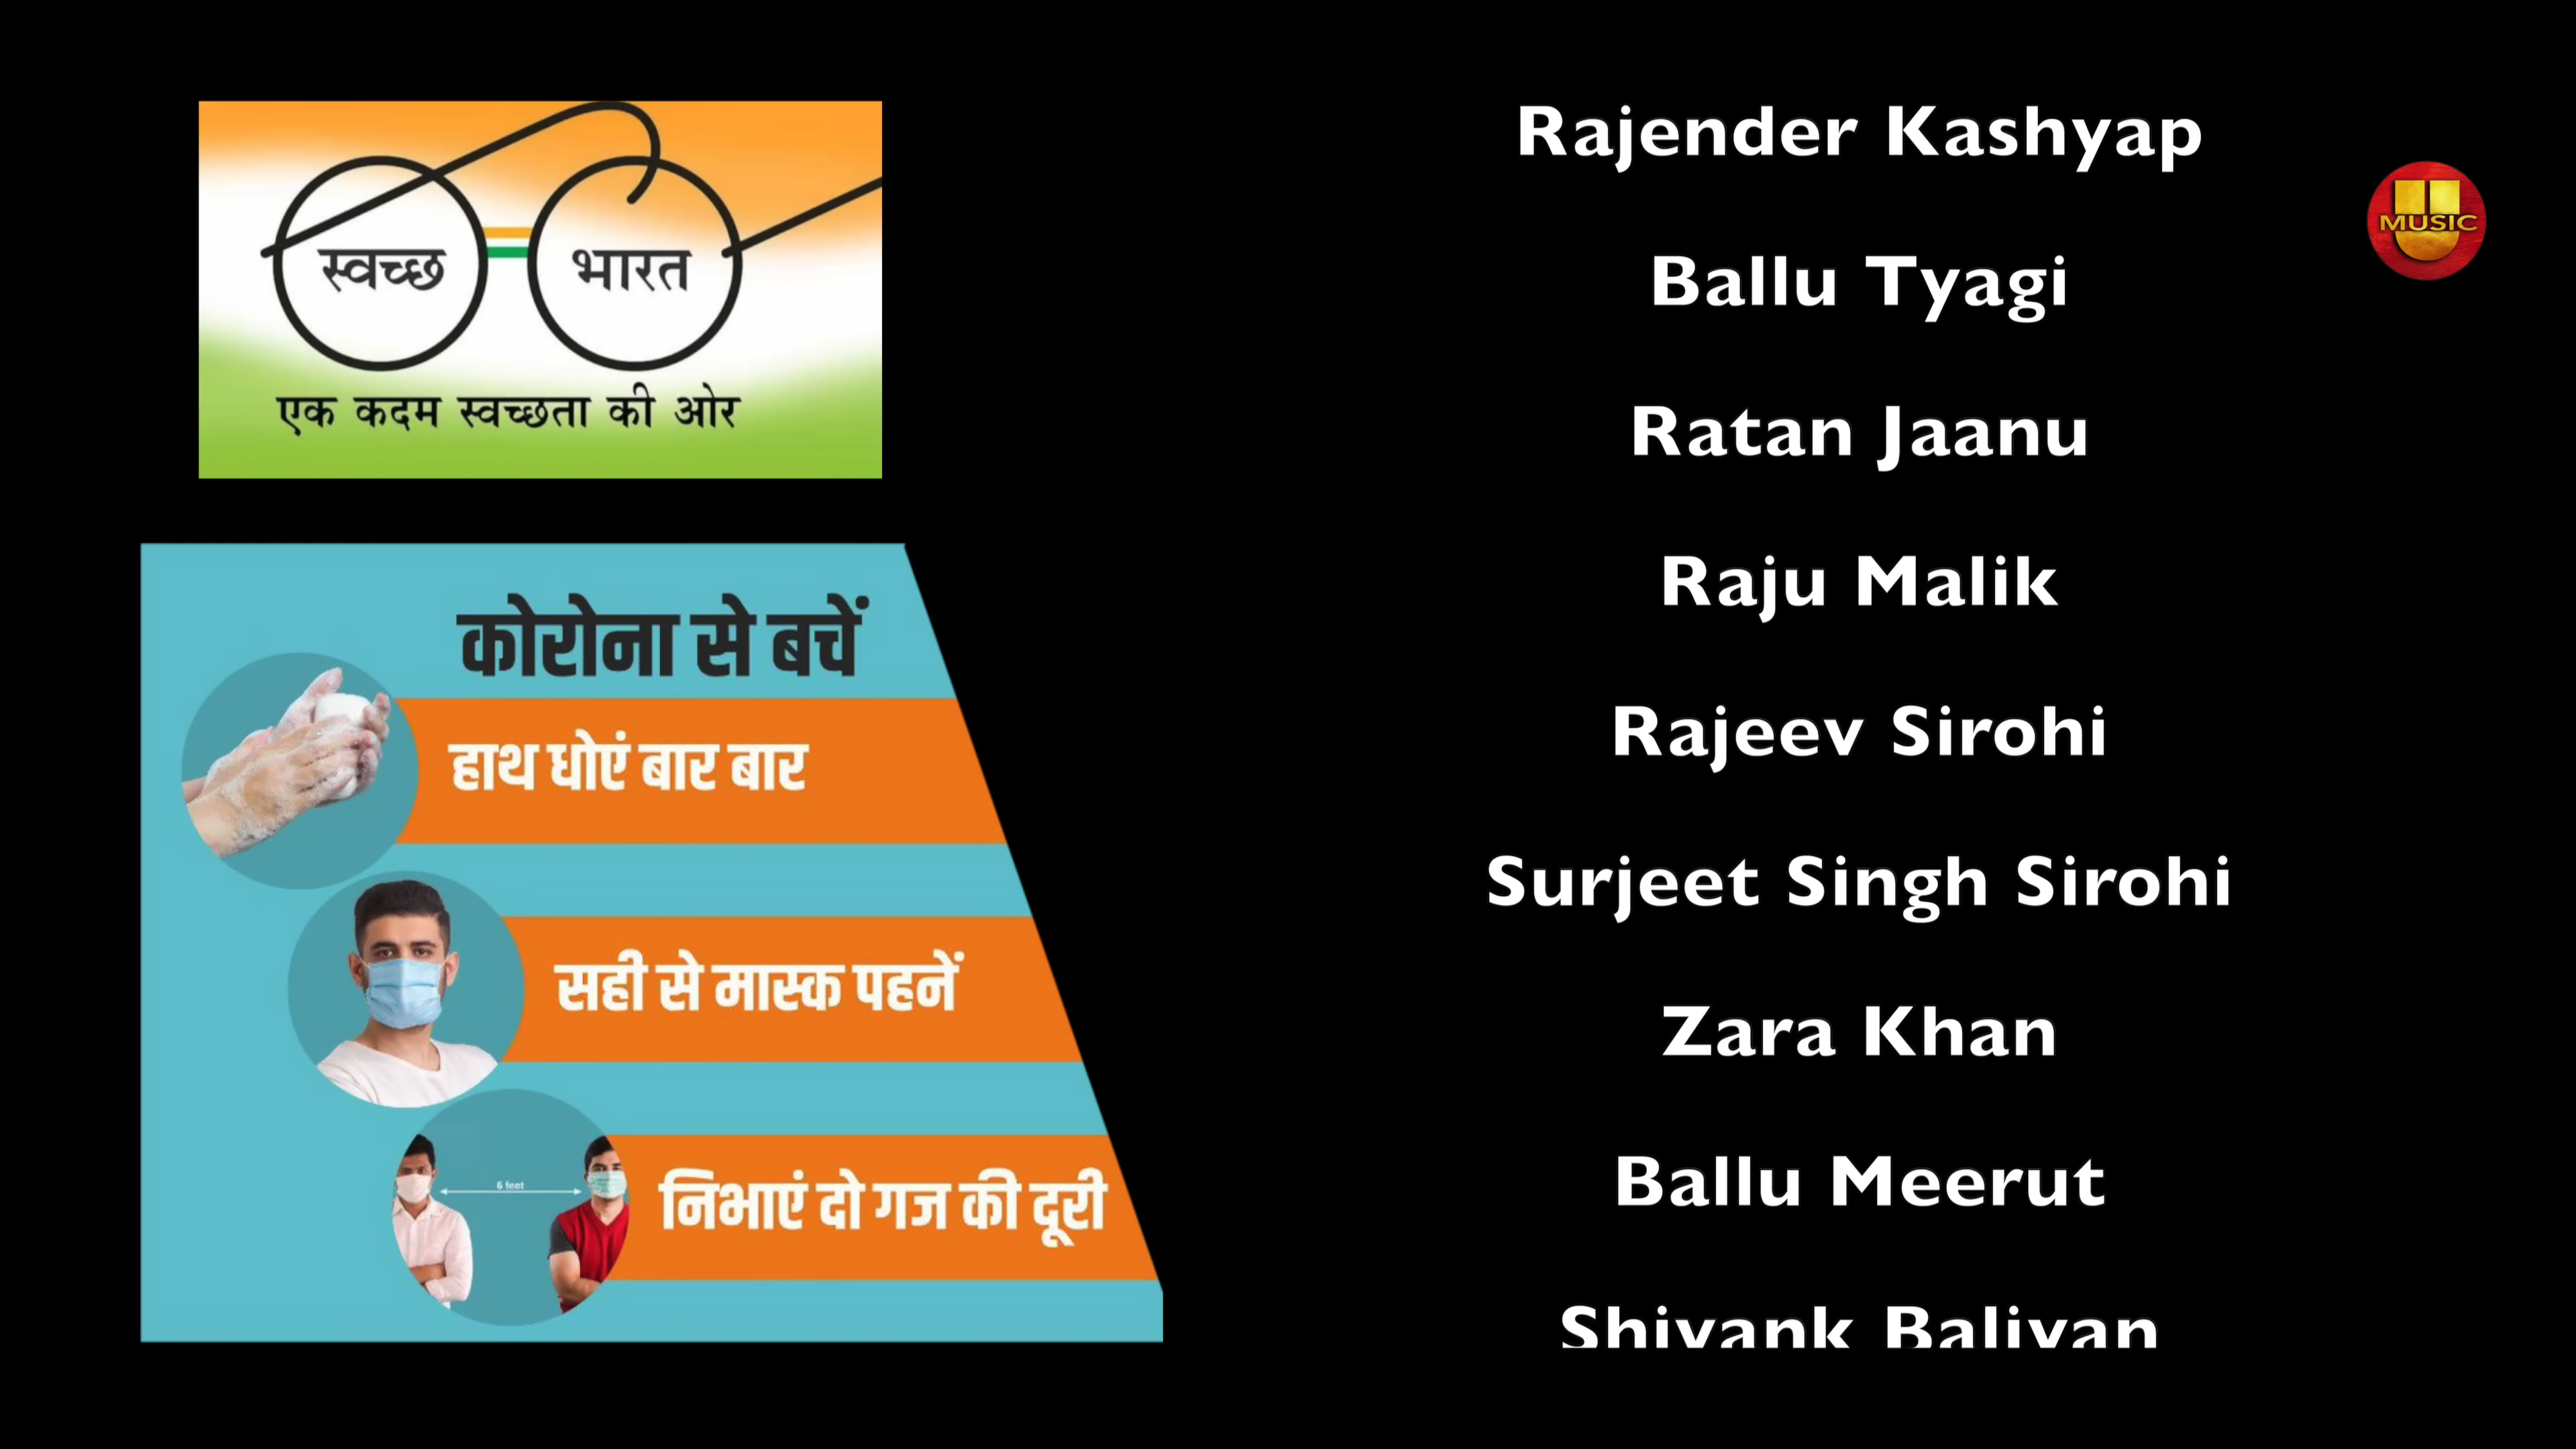 स्वच्छ भारत
एक कदम स्वच्छता की ओर
कोरोना से बचें
हाथ धोएं बार बार
सही से मास्क पहनें
6 feet
निभाएं दो गज की दूरी
Rajender Kashyap
Ballu Tyagi
Ratan Jaanu
Raju Malik
Rajeev Sirohi
Surjeet Singh Sirohi
Zara Khan
Ballu Meerut
Shivank
U
MUSIC